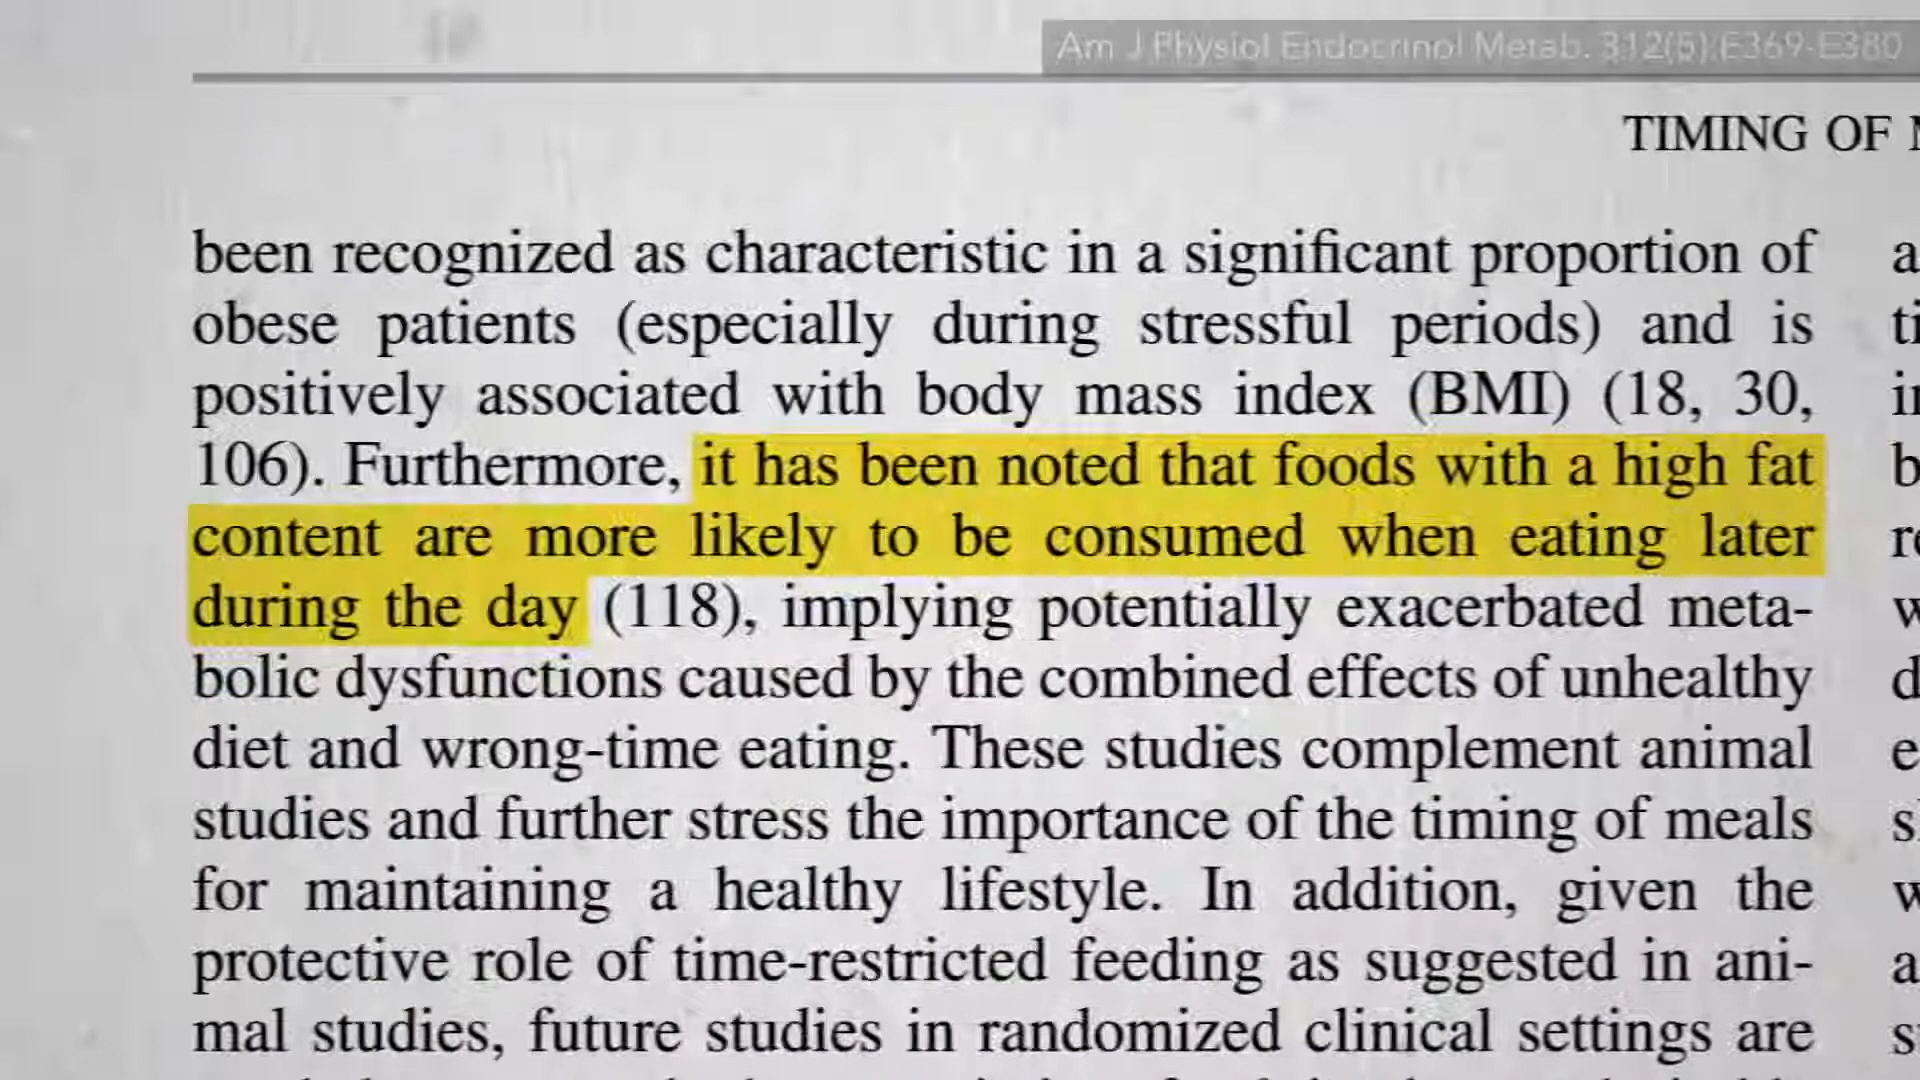 Am J Physiol Endocrinol Metab. 312(5):E369-E380
TIMING OF
been recognized as characteristic in a significant proportion of
obese patients (especially during stressful periods) and is
positively associated with body mass index (BMI) (18, 30,
106). Furthermore, it has been noted that foods with a high fat
content are more likely to be consumed when eating later
during the day (118), implying potentially exacerbated meta-
bolic dysfunctions caused by the combined effects of unhealthy
diet and wrong-time eating. These studies complement animal
studies and further stress the importance of the timing of meals
for maintaining a healthy lifestyle. In addition, given the
protective role of time-restricted feeding as suggested in ani-
mal studies, future studies in randomized clinical settings are